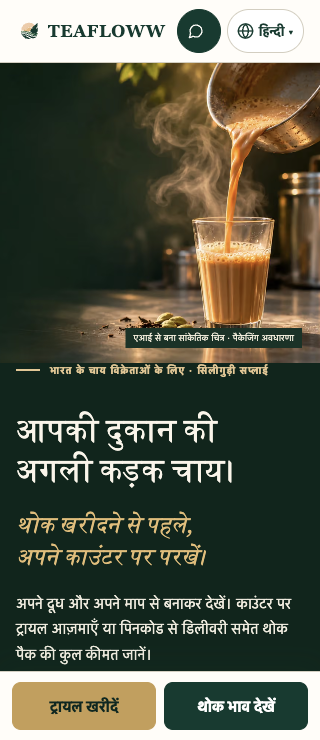 TEAFLOWW
हिन्दी
एआई से बना सांकेतिक चित्र · पैकेजिंग अवधारणा
भारत के चाय विक्रेताओं के लिए · सिलीगुड़ी सप्लाई
आपकी दुकान की
अगली कड़क चाय।
थोक खरीदने से पहले,
अपने काउंटर पर परखें।
अपने दूध और अपने माप से बनाकर देखें। काउंटर पर
ट्रायल आज़माएँ या पिनकोड से डिलीवरी समेत थोक
पैक की कुल कीमत जानें।
ट्रायल खरीदें
थोक भाव देखें